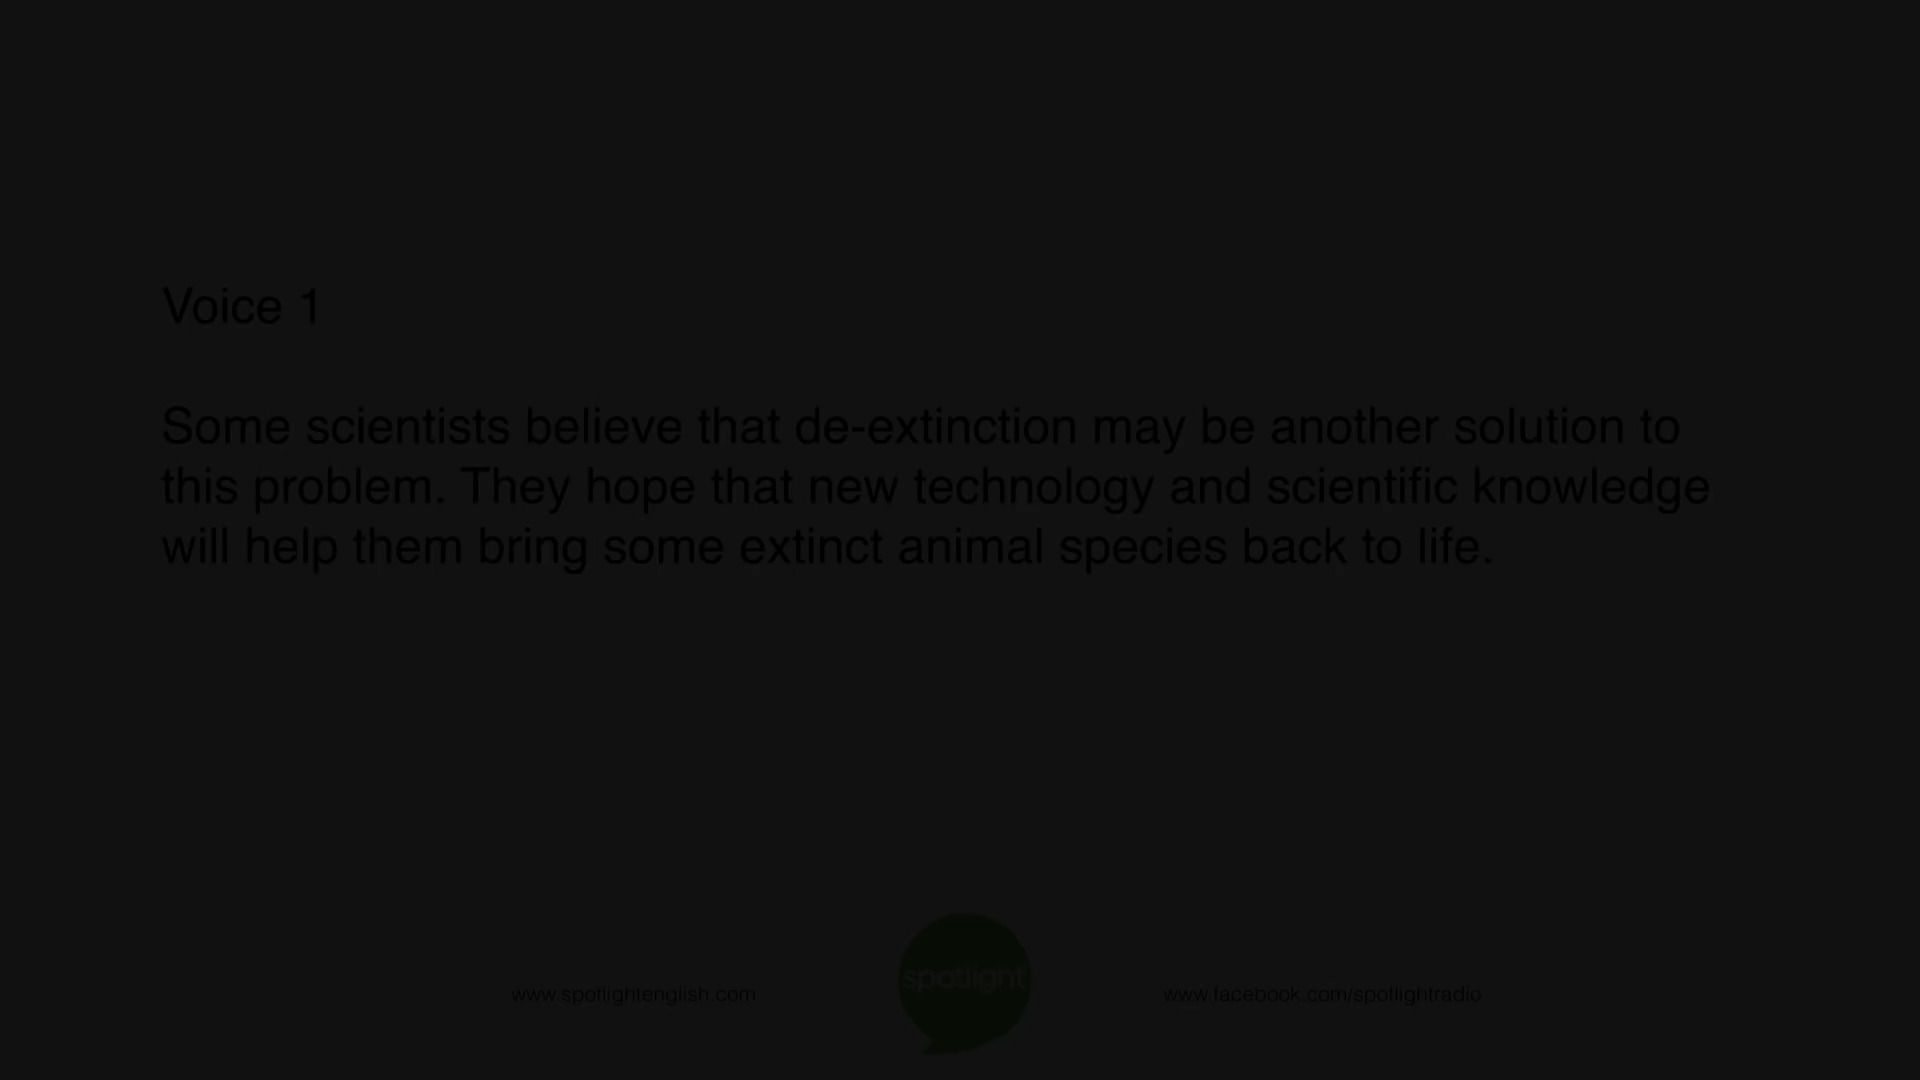 Voice 1
Some scientists believe that de-extinction may be another solution to
this problem. They hope that new technology and scientific knowledge
will help them bring some extinct animal species back to life.
www.spotlightenglish.com
spotlight
www.facebook.com/spotlightradio